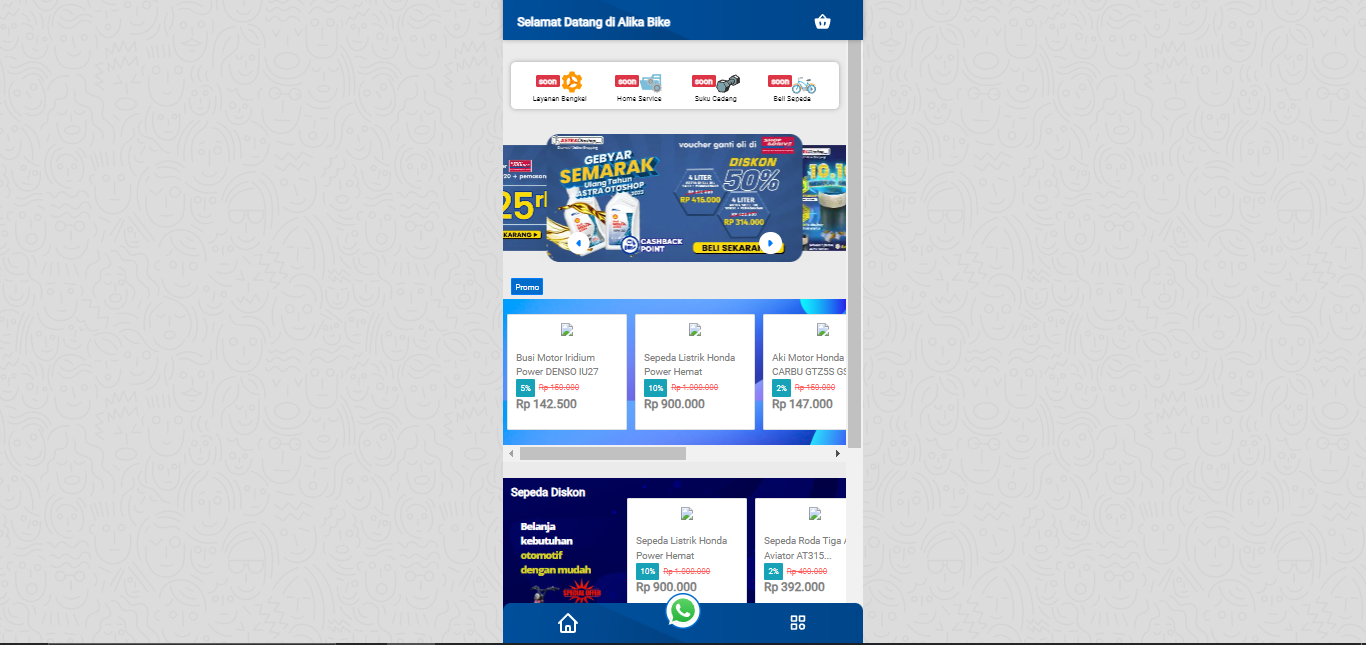 Selamat Datang di Alika Bike
soon
soon
soon
soon
Layanan Bengkel
Home Service
Suku Cadang
Beli Sepeda
voucher ganti oli di
GEBYAR
SEMARAK
Ulang Tahun
ASTRA OTOSHOP
DISKON
50%
4 LITER
RP 416.000
4 LITER
RP 314.000
CASHBACK
POINT
BELI SEKARANG
Promo
Busi Motor Iridium
Power DENSO IU27
5% Rp 150.000
Rp 142.500
Sepeda Listrik Honda
Power Hemat
10% Rp 1.000.000
Rp 900.000
Aki Motor Honda
CARBU GTZ5S GS
2% Rp 150.000
Rp 147.000
Sepeda Diskon
Belanja
kebutuhan
otomotif
dengan mudah
SPECIAL OFFER
Sepeda Listrik Honda
Power Hemat
10% Rp 1.000.000
Rp 900.000
Sepeda Roda Tiga A
Aviator AT315...
2% Rp 400.000
Rp 392.000